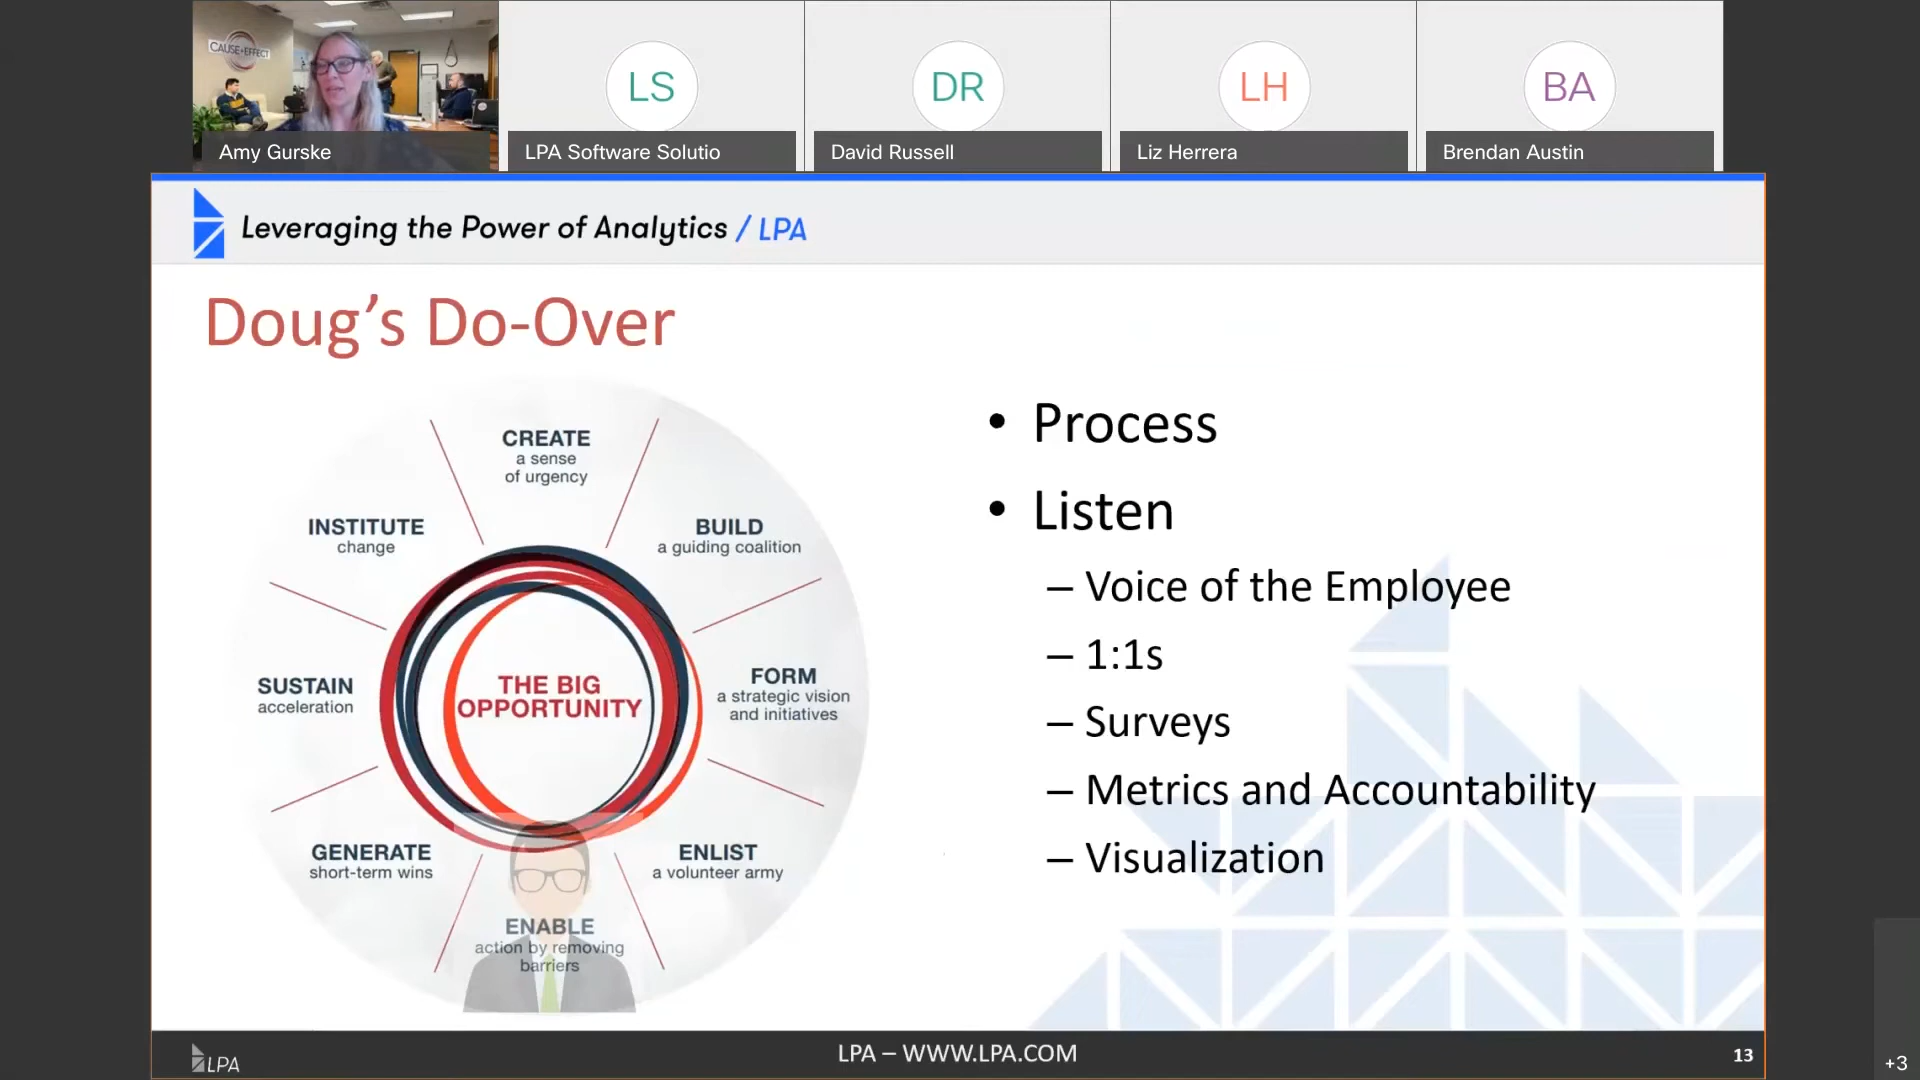 CAUSE+EFFECT
LS
DR
LH
BA
Amy Gurske
LPA Software Solutio
David Russell
Liz Herrera
Brendan Austin
Leveraging the Power of Analytics / LPA
Doug’s Do-Over
CREATE
a sense
of urgency
BUILD
a guiding coalition
FORM
a strategic vision
and initiatives
ENLIST
a volunteer army
ENABLE
action by removing
barriers
GENERATE
short-term wins
SUSTAIN
acceleration
INSTITUTE
change
THE BIG
OPPORTUNITY
• Process
• Listen
– Voice of the Employee
– 1:1s
– Surveys
– Metrics and Accountability
– Visualization
LPA
LPA – WWW.LPA.COM
13
+3